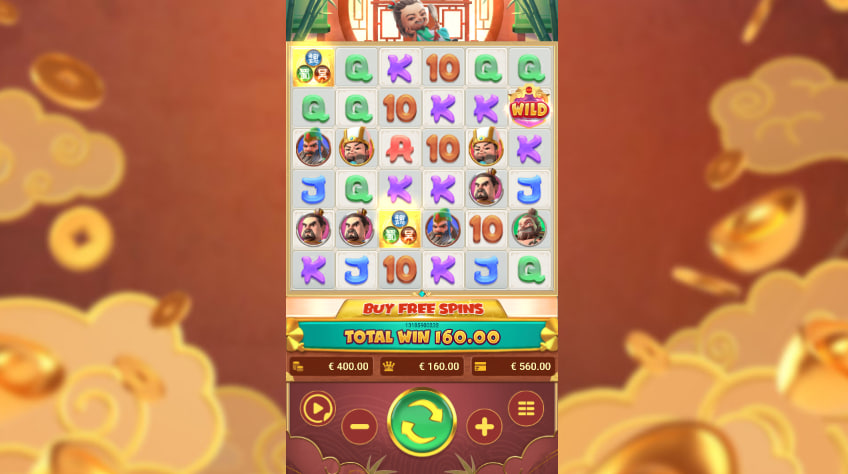 Q K 10 Q Q
Q Q 10 K K WILD
A 10 K
J Q K K J
10
K J 10 K J Q
BUY FREE SPINS
TOTAL WIN 160.00
€ 400.00 € 160.00 € 560.00